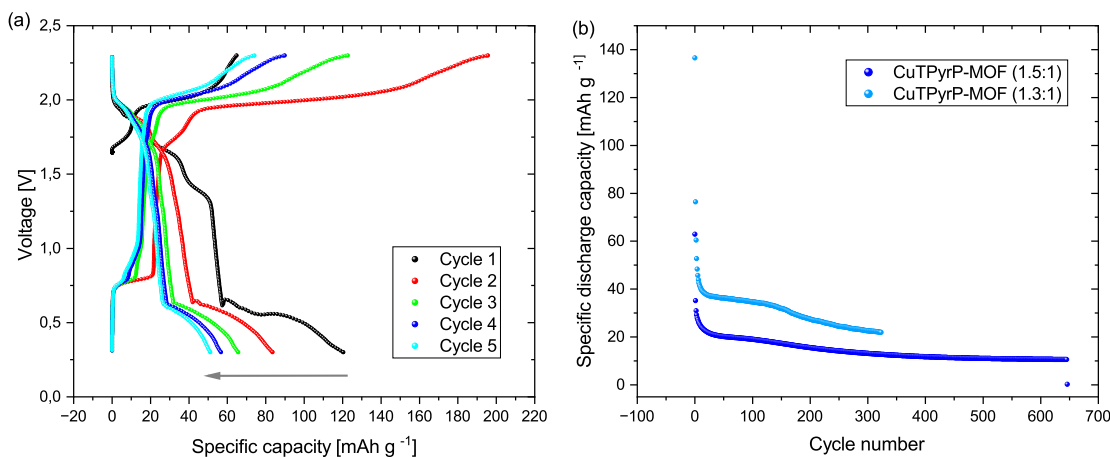 (a)
2,5
2,0
1,5
1,0
0,5
0,0
Voltage [V]
Cycle 1
Cycle 2
Cycle 3
Cycle 4
Cycle 5
−20 0 20 40 60 80 100 120 140 160 180 200 220
Specific capacity [mAh g ⁻¹]
(b)
140
120
100
80
60
40
20
0
Specific discharge capacity [mAh g⁻¹]
CuTPyrP-MOF (1.5:1)
CuTPyrP-MOF (1.3:1)
−100 0 100 200 300 400 500 600 700
Cycle number